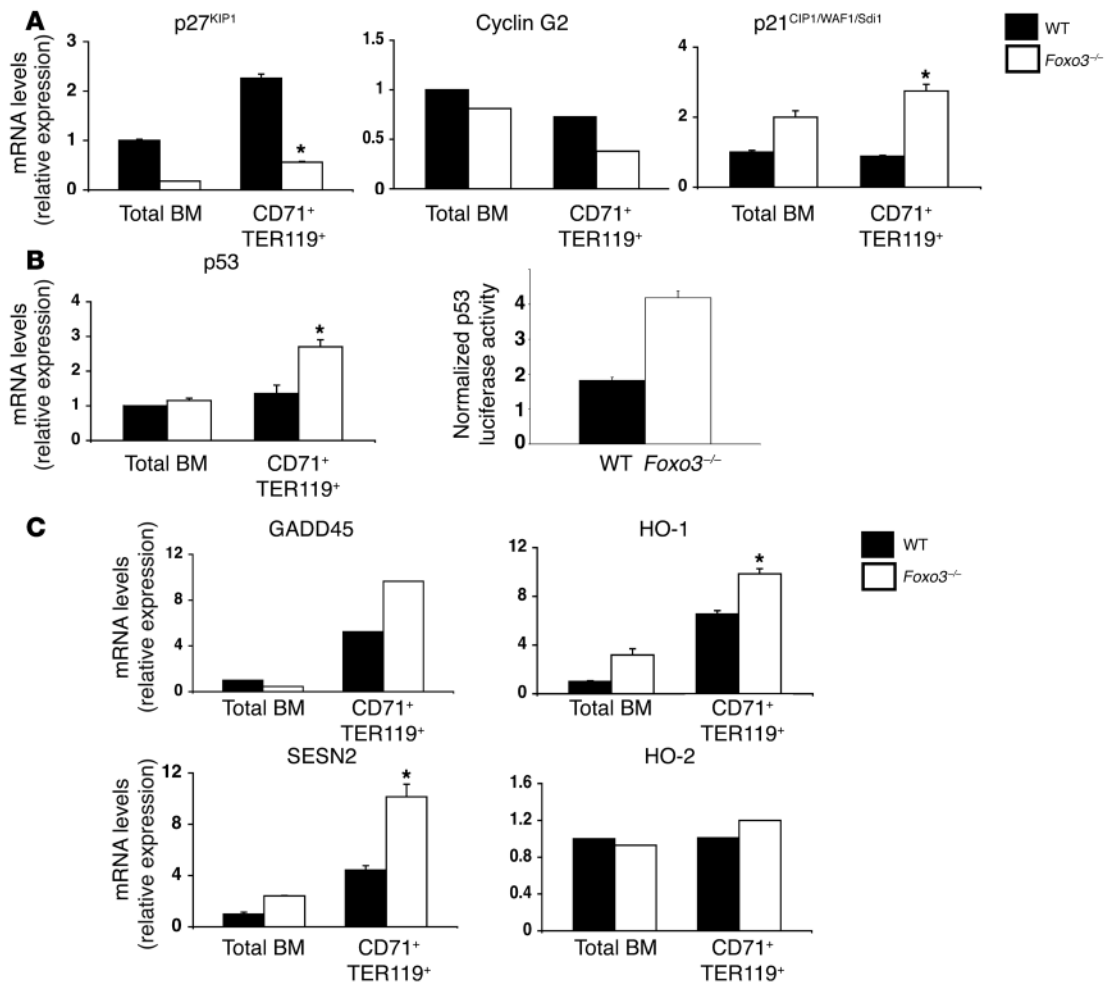 A
p27KIP1
Cyclin G2
p21CIP1/WAF1/Sdi1
WT
Foxo3–/–
mRNA levels
(relative expression)
3
2
1
0
Total BM
CD71+
TER119+
*
1.5
1
0.5
0
Total BM
CD71+
TER119+
4
2
0
Total BM
CD71+
TER119+
*
B
p53
mRNA levels
(relative expression)
4
3
2
1
0
Total BM
CD71+
TER119+
*
Normalized p53
luciferase activity
4
3
2
1
0
WT Foxo3–/–
C
GADD45
mRNA levels
(relative expression)
12
8
4
0
Total BM
CD71+
TER119+
HO-1
12
8
4
0
Total BM
CD71+
TER119+
*
WT
Foxo3–/–
SESN2
mRNA levels
(relative expression)
12
8
4
0
Total BM
CD71+
TER119+
*
HO-2
1.6
1.2
0.8
0.4
0
Total BM
CD71+
TER119+